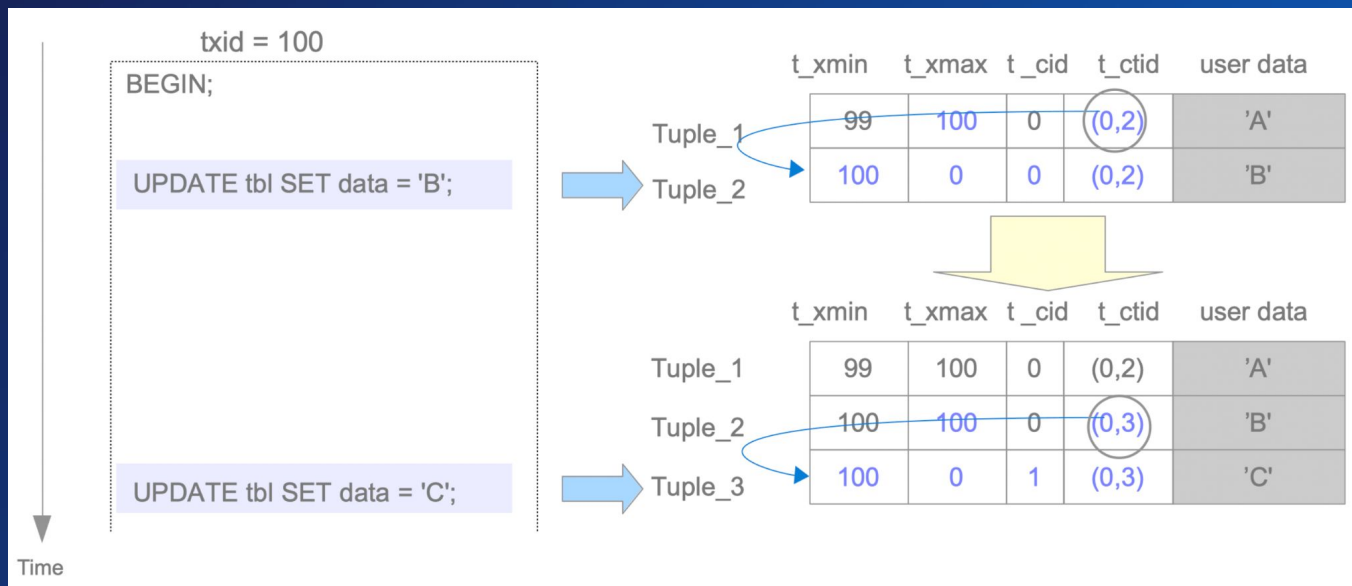 txid = 100
BEGIN;
UPDATE tbl SET data = 'B';
UPDATE tbl SET data = 'C';
Time
t_xmin t_xmax t _cid t_ctid user data
Tuple_1 99 100 0 (0,2) 'A'
Tuple_2 100 0 0 (0,2) 'B'
t_xmin t_xmax t _cid t_ctid user data
Tuple_1 99 100 0 (0,2) 'A'
Tuple_2 100 100 0 (0,3) 'B'
Tuple_3 100 0 1 (0,3) 'C'